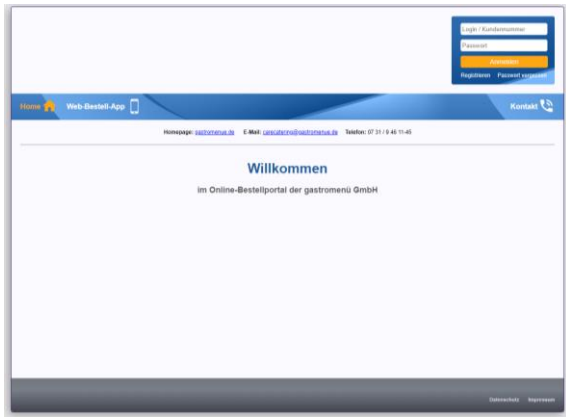 Login / Kundennummer
Passwort
Anmelden
Registrieren Passwort vergessen
Home Web-Bestell-App Kontakt
Homepage: gastromenue.de E-Mail: carecatering@gastromenue.de Telefon: 07 31 / 9 46 11-45
Willkommen
im Online-Bestellportal der gastromenü GmbH
Datenschutz Impressum